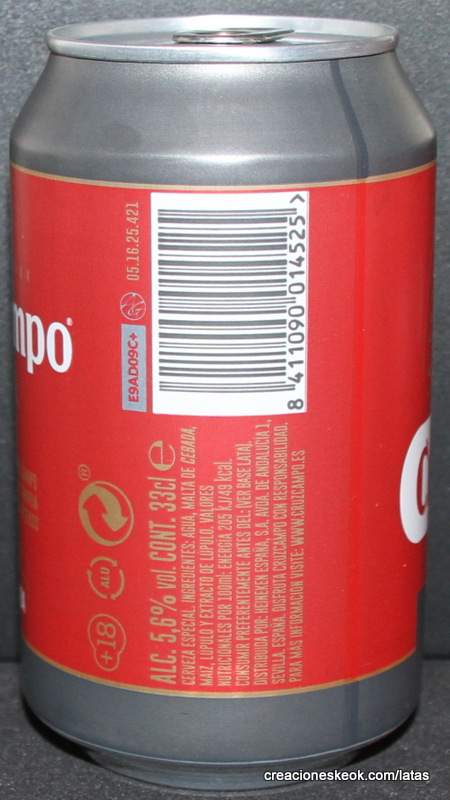 mpo®
05.16.25.421
E9AD09C+
8 411090 014525 >
®
ALU
+18
ALC. 5,6% vol. CONT. 33cl e
CERVEZA ESPECIAL. INGREDIENTES: AGUA, MALTA DE CEBADA,
MAÍZ, LÚPULO Y EXTRACTO DE LÚPULO. VALORES
NUTRICIONALES POR 100ml: ENERGÍA 205 kJ/49 kcal.
CONSUMIR PREFERENTEMENTE ANTES DEL: (VER BASE LATA).
DISTRIBUIDA POR: HEINEKEN ESPAÑA, S.A. AVDA. DE ANDALUCÍA 1,
SEVILLA. ESPAÑA. DISFRUTA CRUZCAMPO CON RESPONSABILIDAD.
PARA MAS INFORMACIÓN VISITE: WWW.CRUZCAMPO.ES
creacioneskeok.com/latas